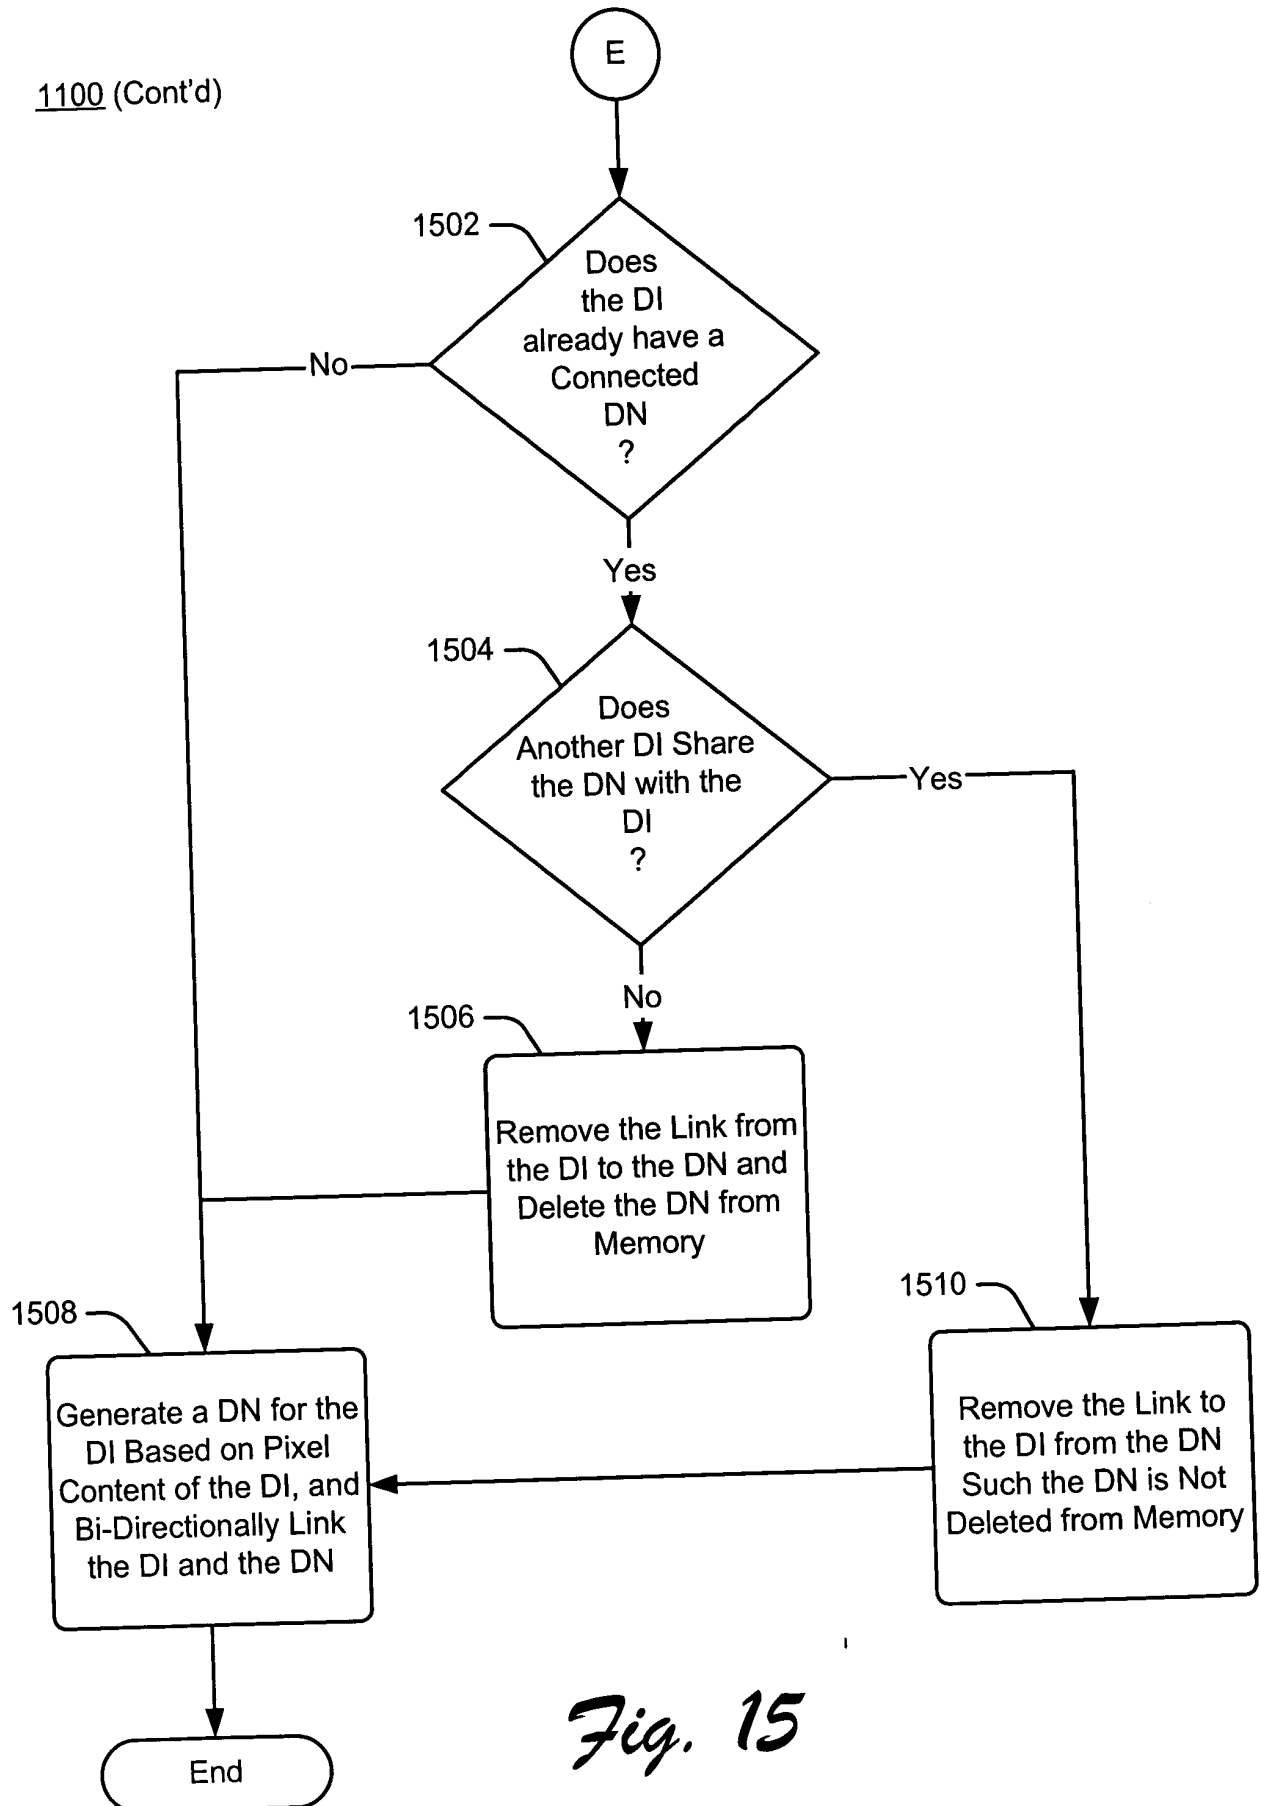 E
1100 (Cont'd)
1502
Does
the DI
already have a
Connected
DN
?
No
Yes
1504
Does
Another DI Share
the DN with the
DI
?
Yes
No
1506
Remove the Link from
the DI to the DN and
Delete the DN from
Memory
1510
Remove the Link to
the DI from the DN
Such the DN is Not
Deleted from Memory
1508
Generate a DN for the
DI Based on Pixel
Content of the DI, and
Bi-Directionally Link
the DI and the DN
End
Fig. 15